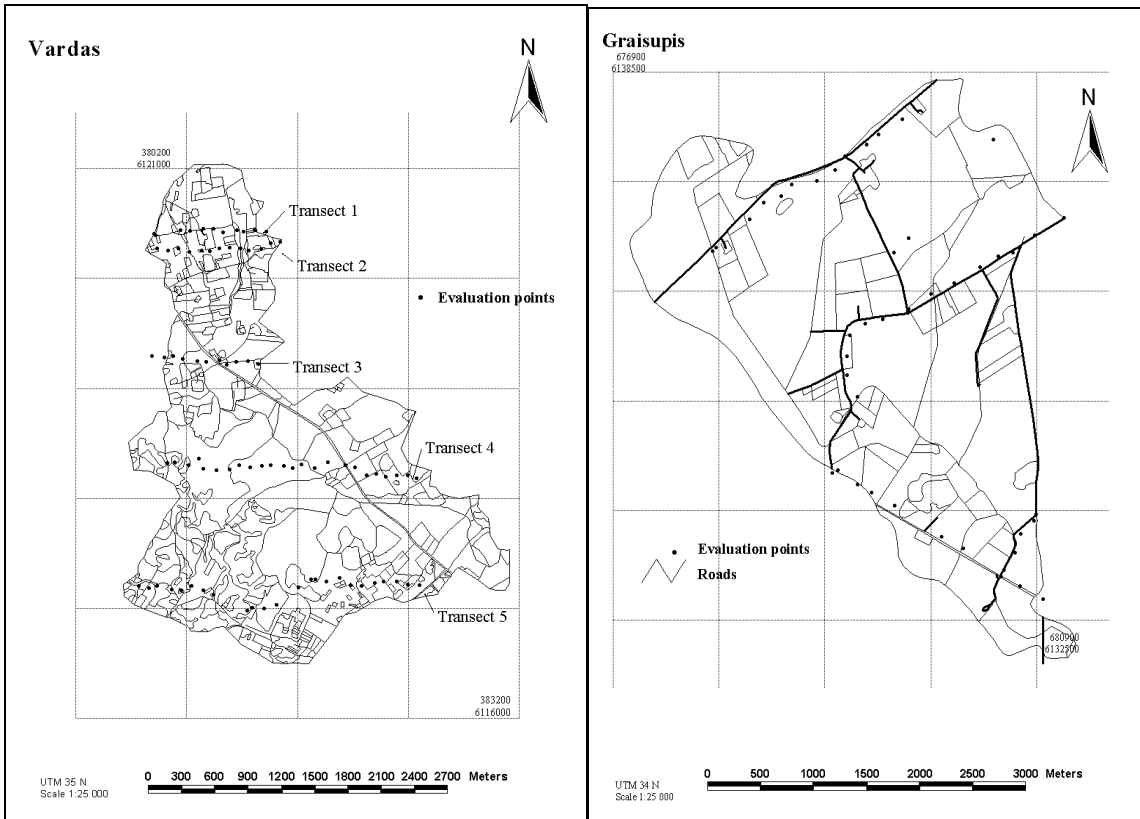 Vardas
N
380200
6121000
Transect 1
Transect 2
Evaluation points
Transect 3
Transect 4
Transect 5
383200
6116000
UTM 35 N
Scale 1:25 000
0 300 600 900 1200 1500 1800 2100 2400 2700 Meters
Graisupis
676900
6138500
N
Evaluation points
Roads
680900
6132500
UTM 34 N
Scale 1:25 000
0 500 1000 1500 2000 2500 3000 Meters